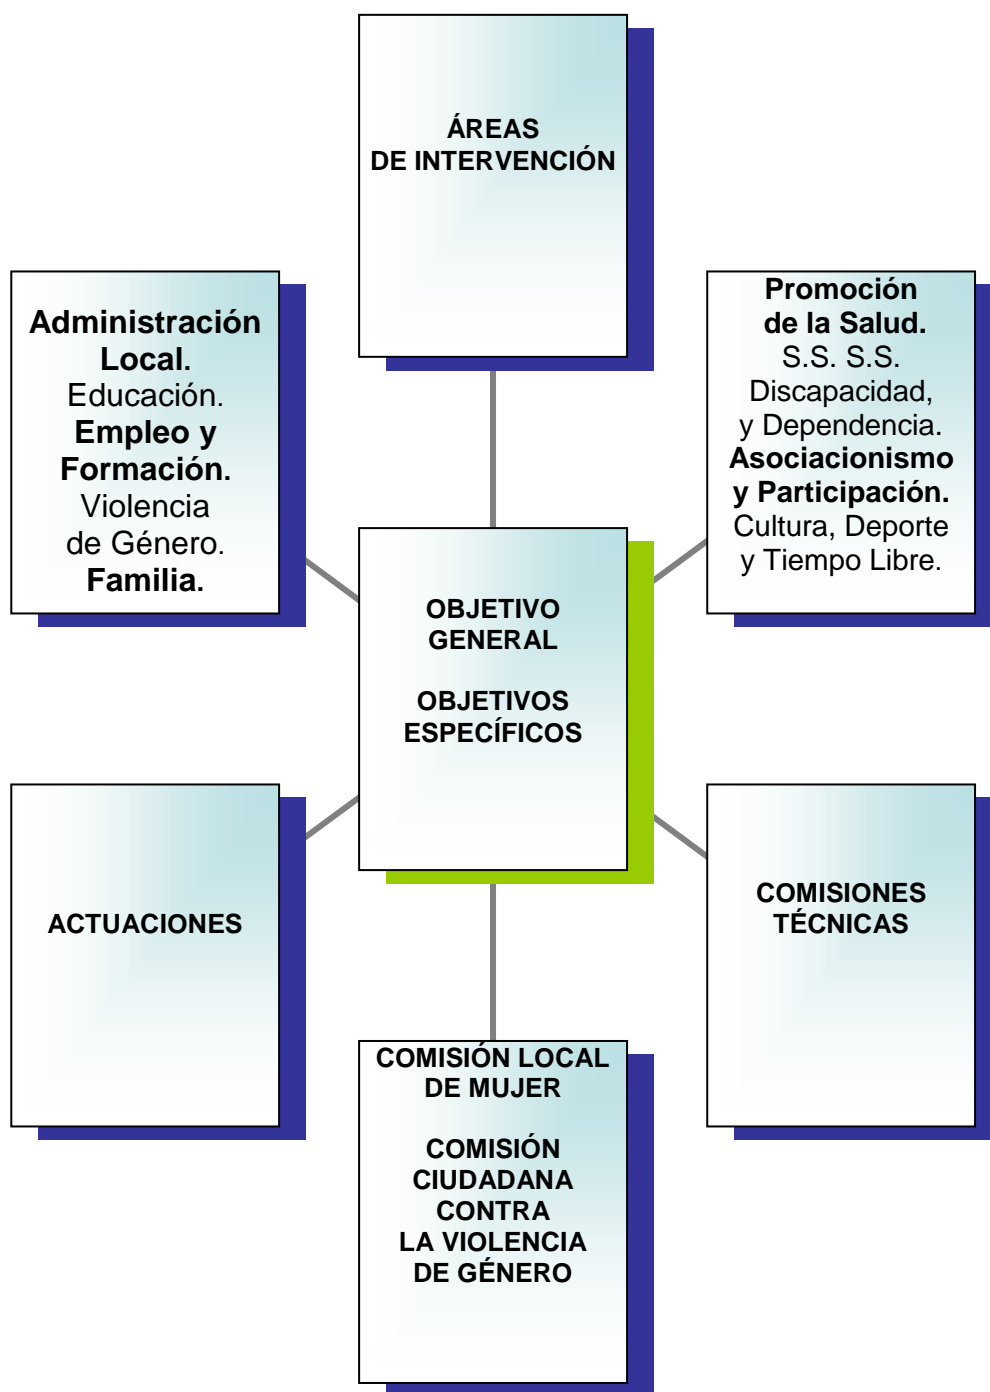 ÁREAS
DE INTERVENCIÓN
Administración
Local.
Educación.
Empleo y
Formación.
Violencia
de Género.
Familia.
Promoción
de la Salud.
S.S. S.S.
Discapacidad,
y Dependencia.
Asociacionismo
y Participación.
Cultura, Deporte
y Tiempo Libre.
OBJETIVO
GENERAL
OBJETIVOS
ESPECÍFICOS
ACTUACIONES
COMISIONES
TÉCNICAS
COMISIÓN LOCAL
DE MUJER
COMISIÓN
CIUDADANA
CONTRA
LA VIOLENCIA
DE GÉNERO